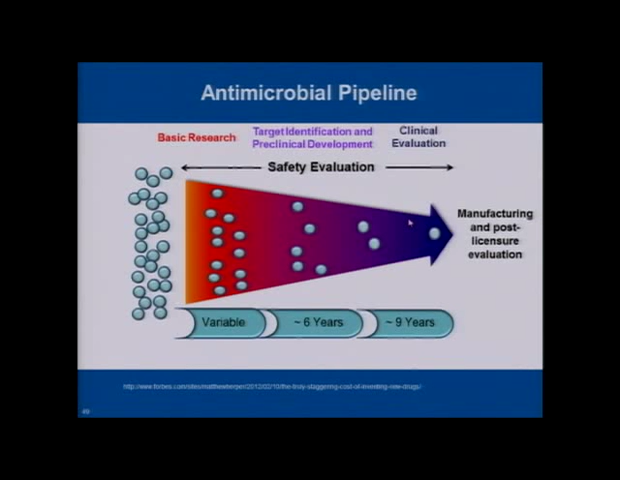 Antimicrobial Pipeline
Basic Research
Target Identification and
Preclinical Development
Clinical
Evaluation
Safety Evaluation
Manufacturing
and post-
licensure
evaluation
Variable
~ 6 Years
~ 9 Years
http://www.forbes.com/sites/matthewherper/2012/02/10/the-truly-staggering-cost-of-inventing-new-drugs/
49